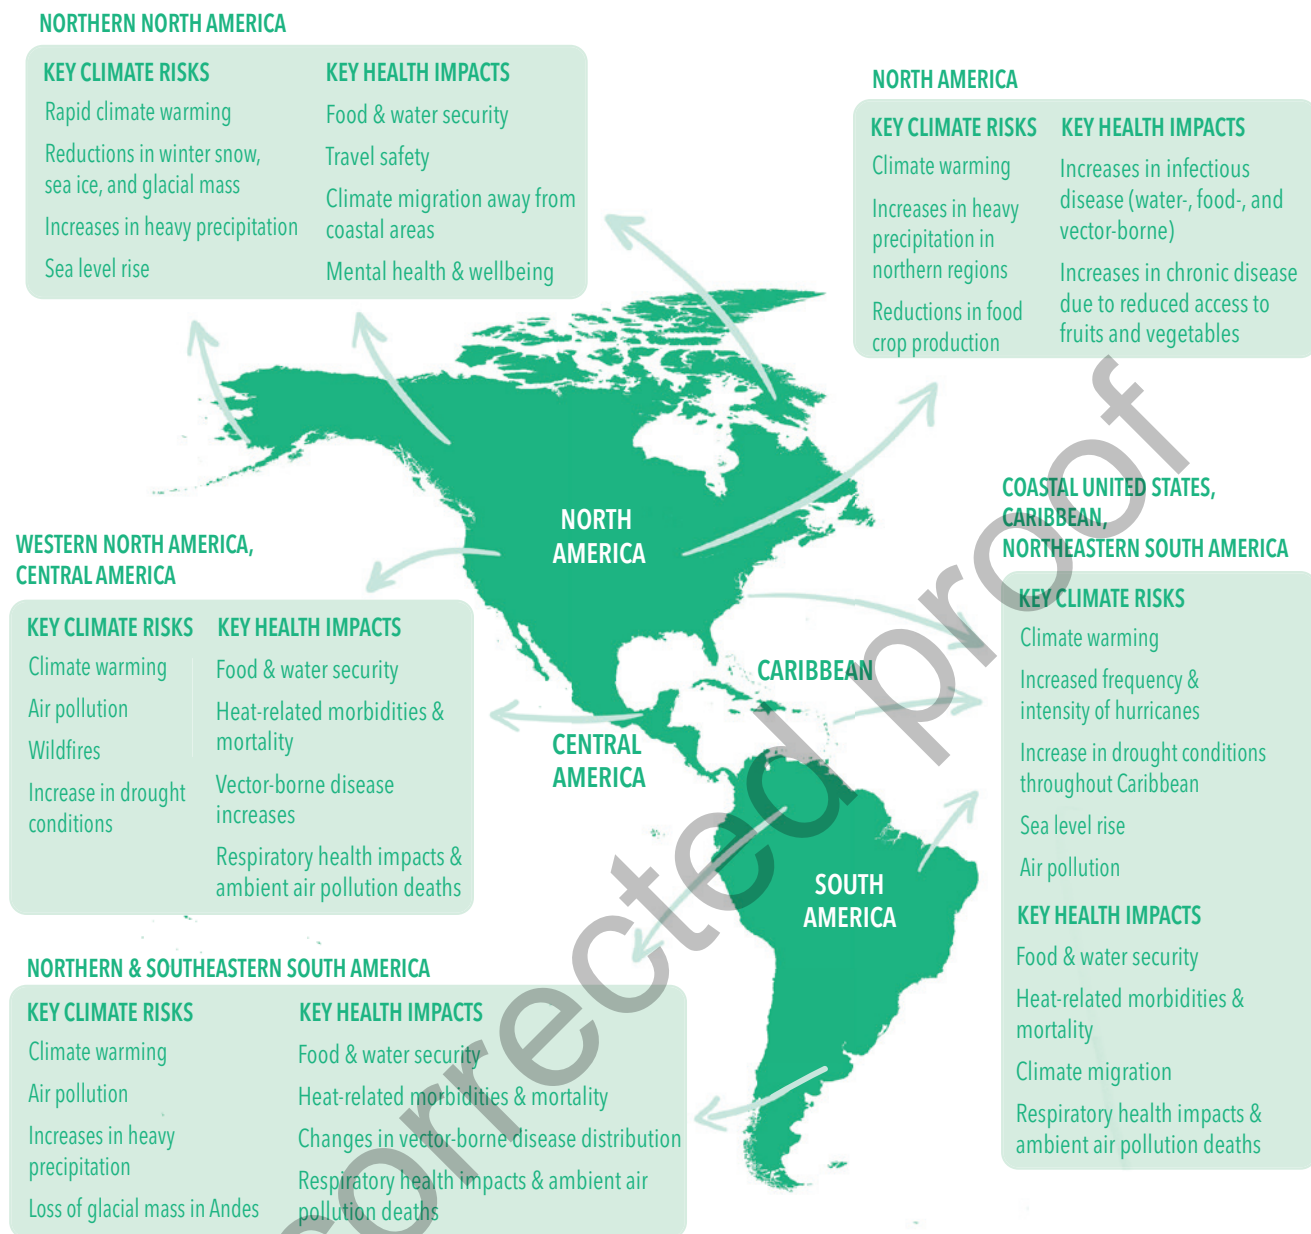 NORTHERN NORTH AMERICA
KEY CLIMATE RISKS
Rapid climate warming
Reductions in winter snow,
sea ice, and glacial mass
Increases in heavy precipitation
Sea level rise
KEY HEALTH IMPACTS
Food & water security
Travel safety
Climate migration away from
coastal areas
Mental health & wellbeing
NORTH AMERICA
KEY CLIMATE RISKS
Climate warming
Increases in heavy
precipitation in
northern regions
Reductions in food
crop production
KEY HEALTH IMPACTS
Increases in infectious
disease (water-, food-, and
vector-borne)
Increases in chronic disease
due to reduced access to
fruits and vegetables
NORTH
AMERICA
CARIBBEAN
CENTRAL
AMERICA
SOUTH
AMERICA
WESTERN NORTH AMERICA,
CENTRAL AMERICA
KEY CLIMATE RISKS
Climate warming
Air pollution
Wildfires
Increase in drought
conditions
KEY HEALTH IMPACTS
Food & water security
Heat-related morbidities &
mortality
Vector-borne disease
increases
Respiratory health impacts &
ambient air pollution deaths
COASTAL UNITED STATES,
CARIBBEAN,
NORTHEASTERN SOUTH AMERICA
KEY CLIMATE RISKS
Climate warming
Increased frequency &
intensity of hurricanes
Increase in drought conditions
throughout Caribbean
Sea level rise
Air pollution
KEY HEALTH IMPACTS
Food & water security
Heat-related morbidities &
mortality
Climate migration
Respiratory health impacts &
ambient air pollution deaths
NORTHERN & SOUTHEASTERN SOUTH AMERICA
KEY CLIMATE RISKS
Climate warming
Air pollution
Increases in heavy
precipitation
Loss of glacial mass in Andes
KEY HEALTH IMPACTS
Food & water security
Heat-related morbidities & mortality
Changes in vector-borne disease distribution
Respiratory health impacts & ambient air
pollution deaths
corrected proof